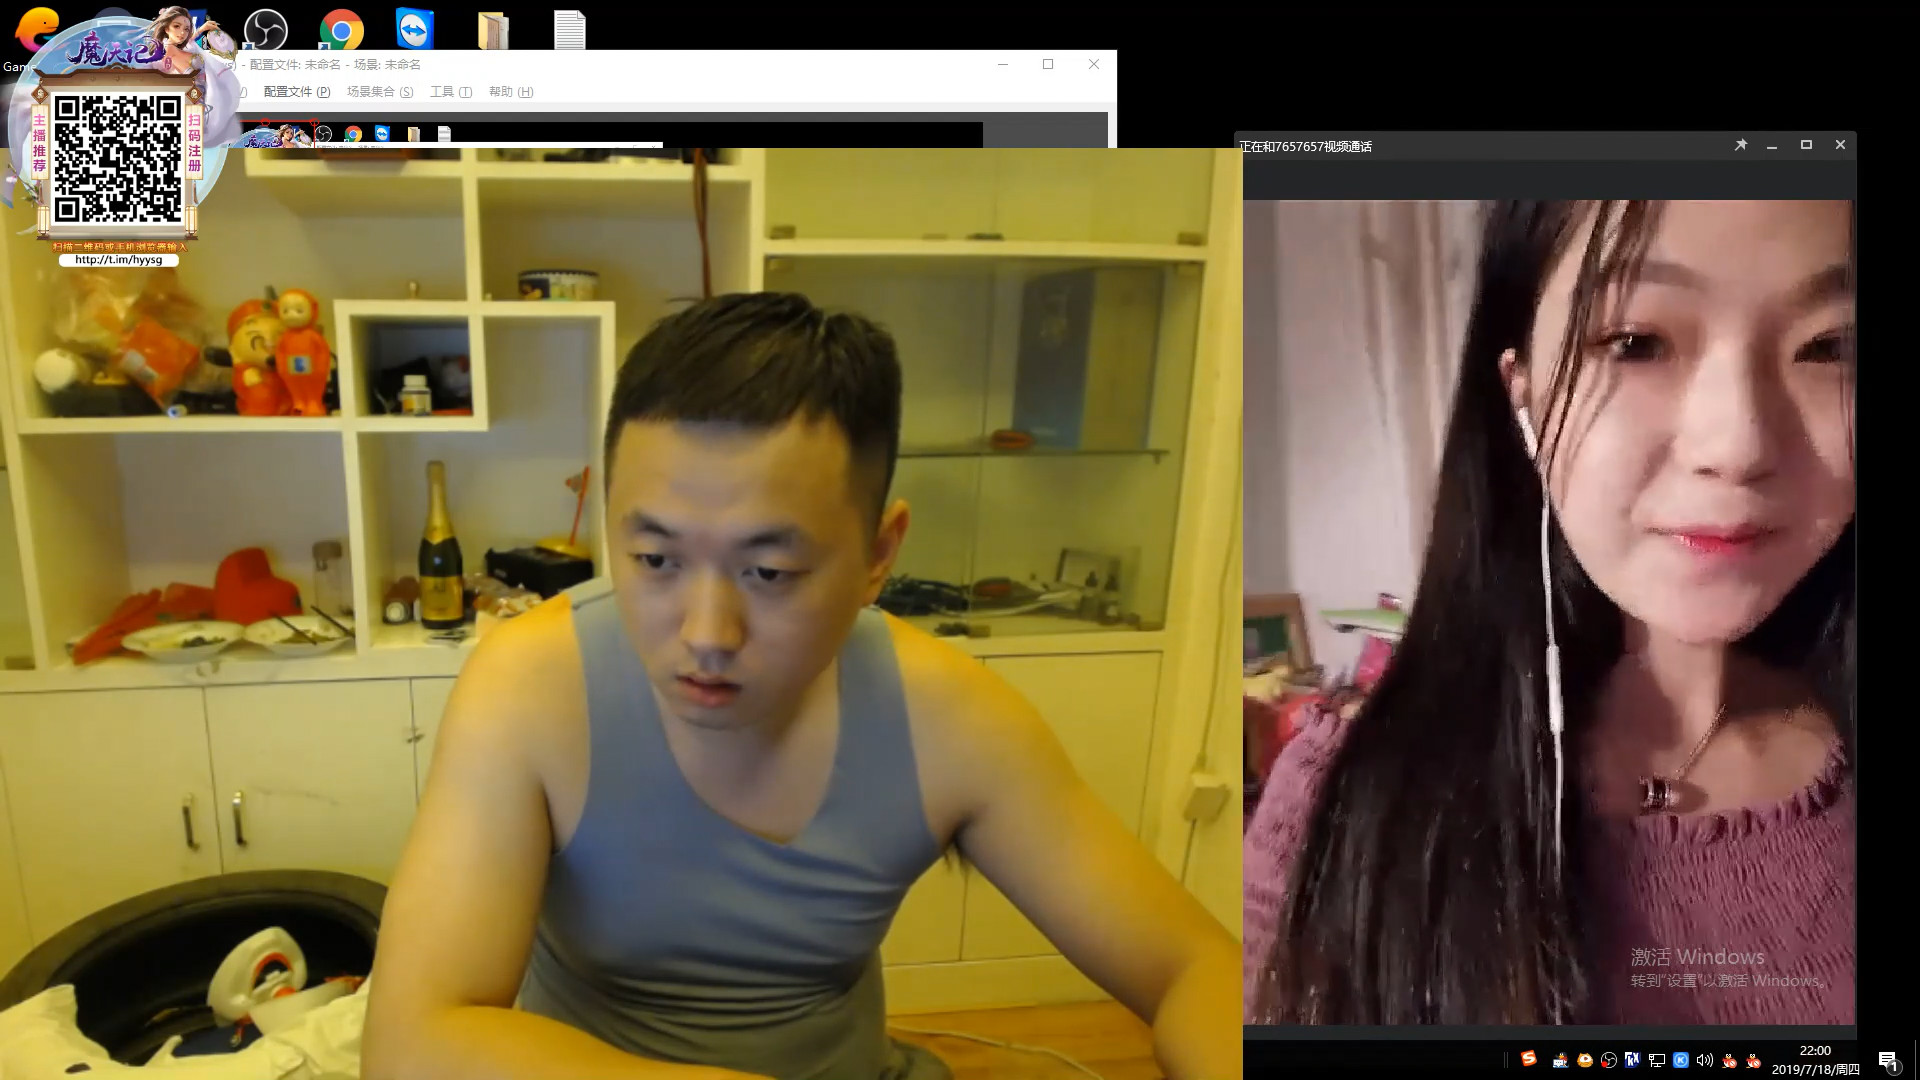 Game
魔天记
主播推荐
扫码注册
扫描二维码或手机浏览器输入
http://t.im/hyysg
- 配置文件: 未命名 - 场景: 未命名
配置文件 (P)
场景集合 (S)
工具 (T)
帮助 (H)
正在和7657657视频通话
激活 Windows
转到“设置”以激活 Windows。
22:00
2019/7/18/周四
1